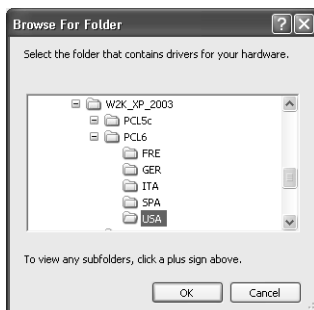 Browse For Folder
Select the folder that contains drivers for your hardware.
W2K_XP_2003
PCL5c
PCL6
FRE
GER
ITA
SPA
USA
To view any subfolders, click a plus sign above.
OK Cancel